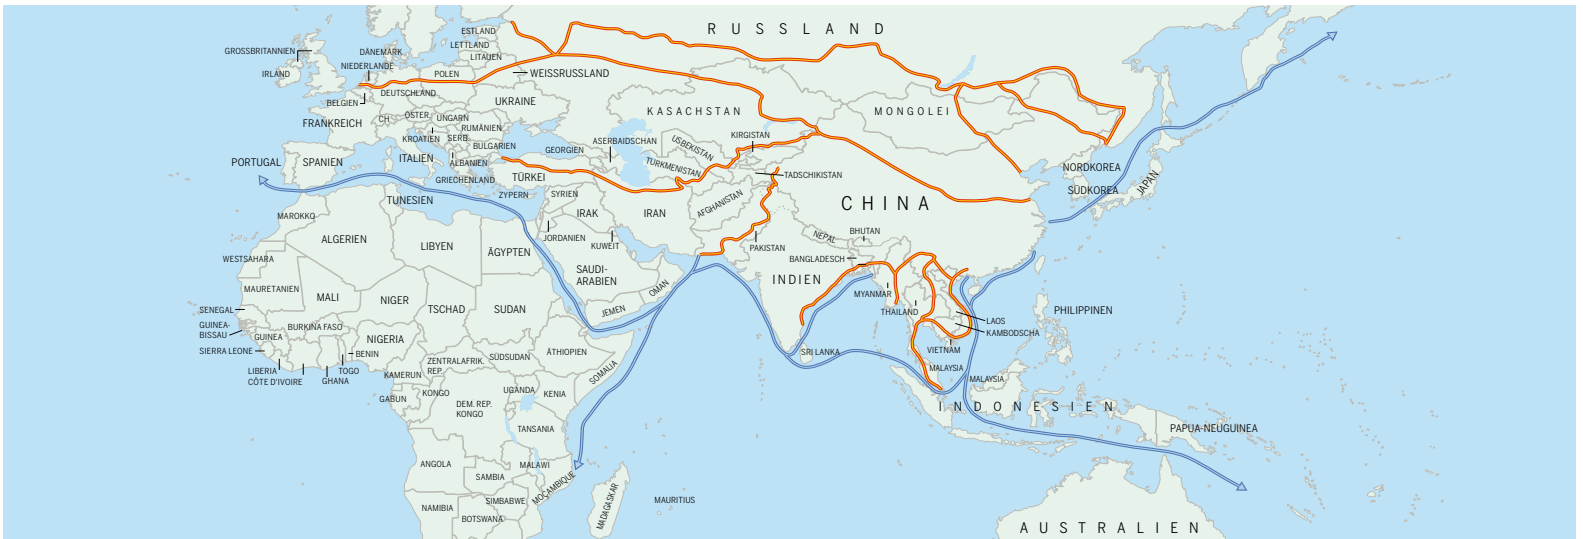 RUSSLAND
ESTLAND
LETTLAND
LITAUEN
GROSSBRITANNIEN
DÄNEMARK
NIEDERLANDE
IRLAND
POLEN
WEISSRUSSLAND
BELGIEN
DEUTSCHLAND
UKRAINE
KASACHSTAN
MONGOLEI
FRANKREICH
CH
ÖSTER.
UNGARN
RUMÄNIEN
KROATIEN
SERB.
BULGARIEN
ASERBAIDSCHAN
GEORGIEN
USBEKISTAN
KIRGISTAN
PORTUGAL
SPANIEN
ITALIEN
ALBANIEN
GRIECHENLAND
TÜRKEI
TURKMENISTAN
TADSCHIKISTAN
NORDKOREA
SÜDKOREA
JAPAN
TUNESIEN
ZYPERN
SYRIEN
IRAK
IRAN
AFGHANISTAN
CHINA
MAROKKO
ALGERIEN
LIBYEN
ÄGYPTEN
JORDANIEN
KUWEIT
PAKISTAN
NEPAL
BHUTAN
BANGLADESCH
WESTSAHARA
SAUDI-
ARABIEN
OMAN
INDIEN
MAURETANIEN
MALI
NIGER
TSCHAD
SUDAN
JEMEN
MYANMAR
THAILAND
LAOS
KAMBODSCHA
VIETNAM
PHILIPPINEN
SENEGAL
GUINEA-
BISSAU
GUINEA
BURKINA FASO
NIGERIA
SIERRA LEONE
BENIN
LIBERIA
TOGO
CÔTE D'IVOIRE
GHANA
ZENTRALAFRIK.
REP.
SÜDSUDAN
ÄTHIOPIEN
SOMALIA
SRI LANKA
MALAYSIA
MALAYSIA
KAMERUN
GABUN
KONGO
UGANDA
KENIA
DEM. REP.
KONGO
INDONESIEN
TANSANIA
PAPUA-NEUGUINEA
ANGOLA
MALAWI
SAMBIA
MOÇAMBIQUE
SIMBABWE
NAMIBIA
BOTSWANA
MADAGASKAR
MAURITIUS
AUSTRALIEN